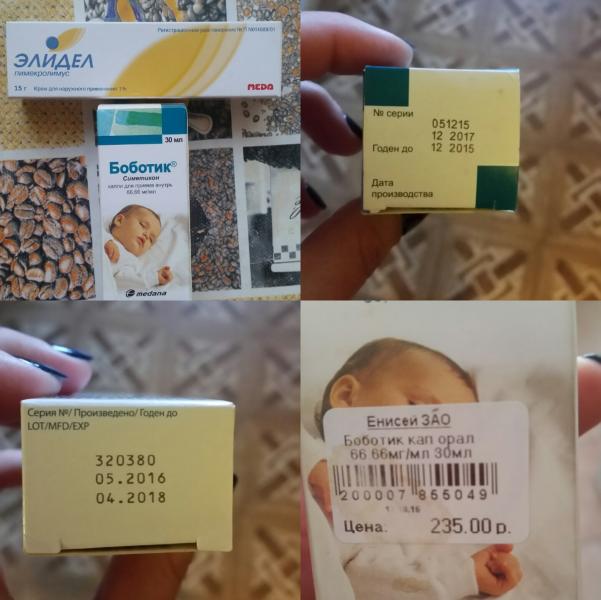 Регистрационное удостоверение
ЭЛИДЕЛ
пимекролимус
15 г Крем для наружного применения 1%
MEDA
30 мл
Боботик®
Симетикон
капли для приема внутрь
66,66 мг/мл
medana
№ серии
051215
12 2017
Годен до 12 2015
Дата
производства
Серия №/ Произведено/ Годен до
LOT/MFD/EXP
320380
05.2016
04.2018
Енисей ЗАО
Боботик кап орал
66.66мг/мл 30мл
200007 855049
Цена: 235.00 р.